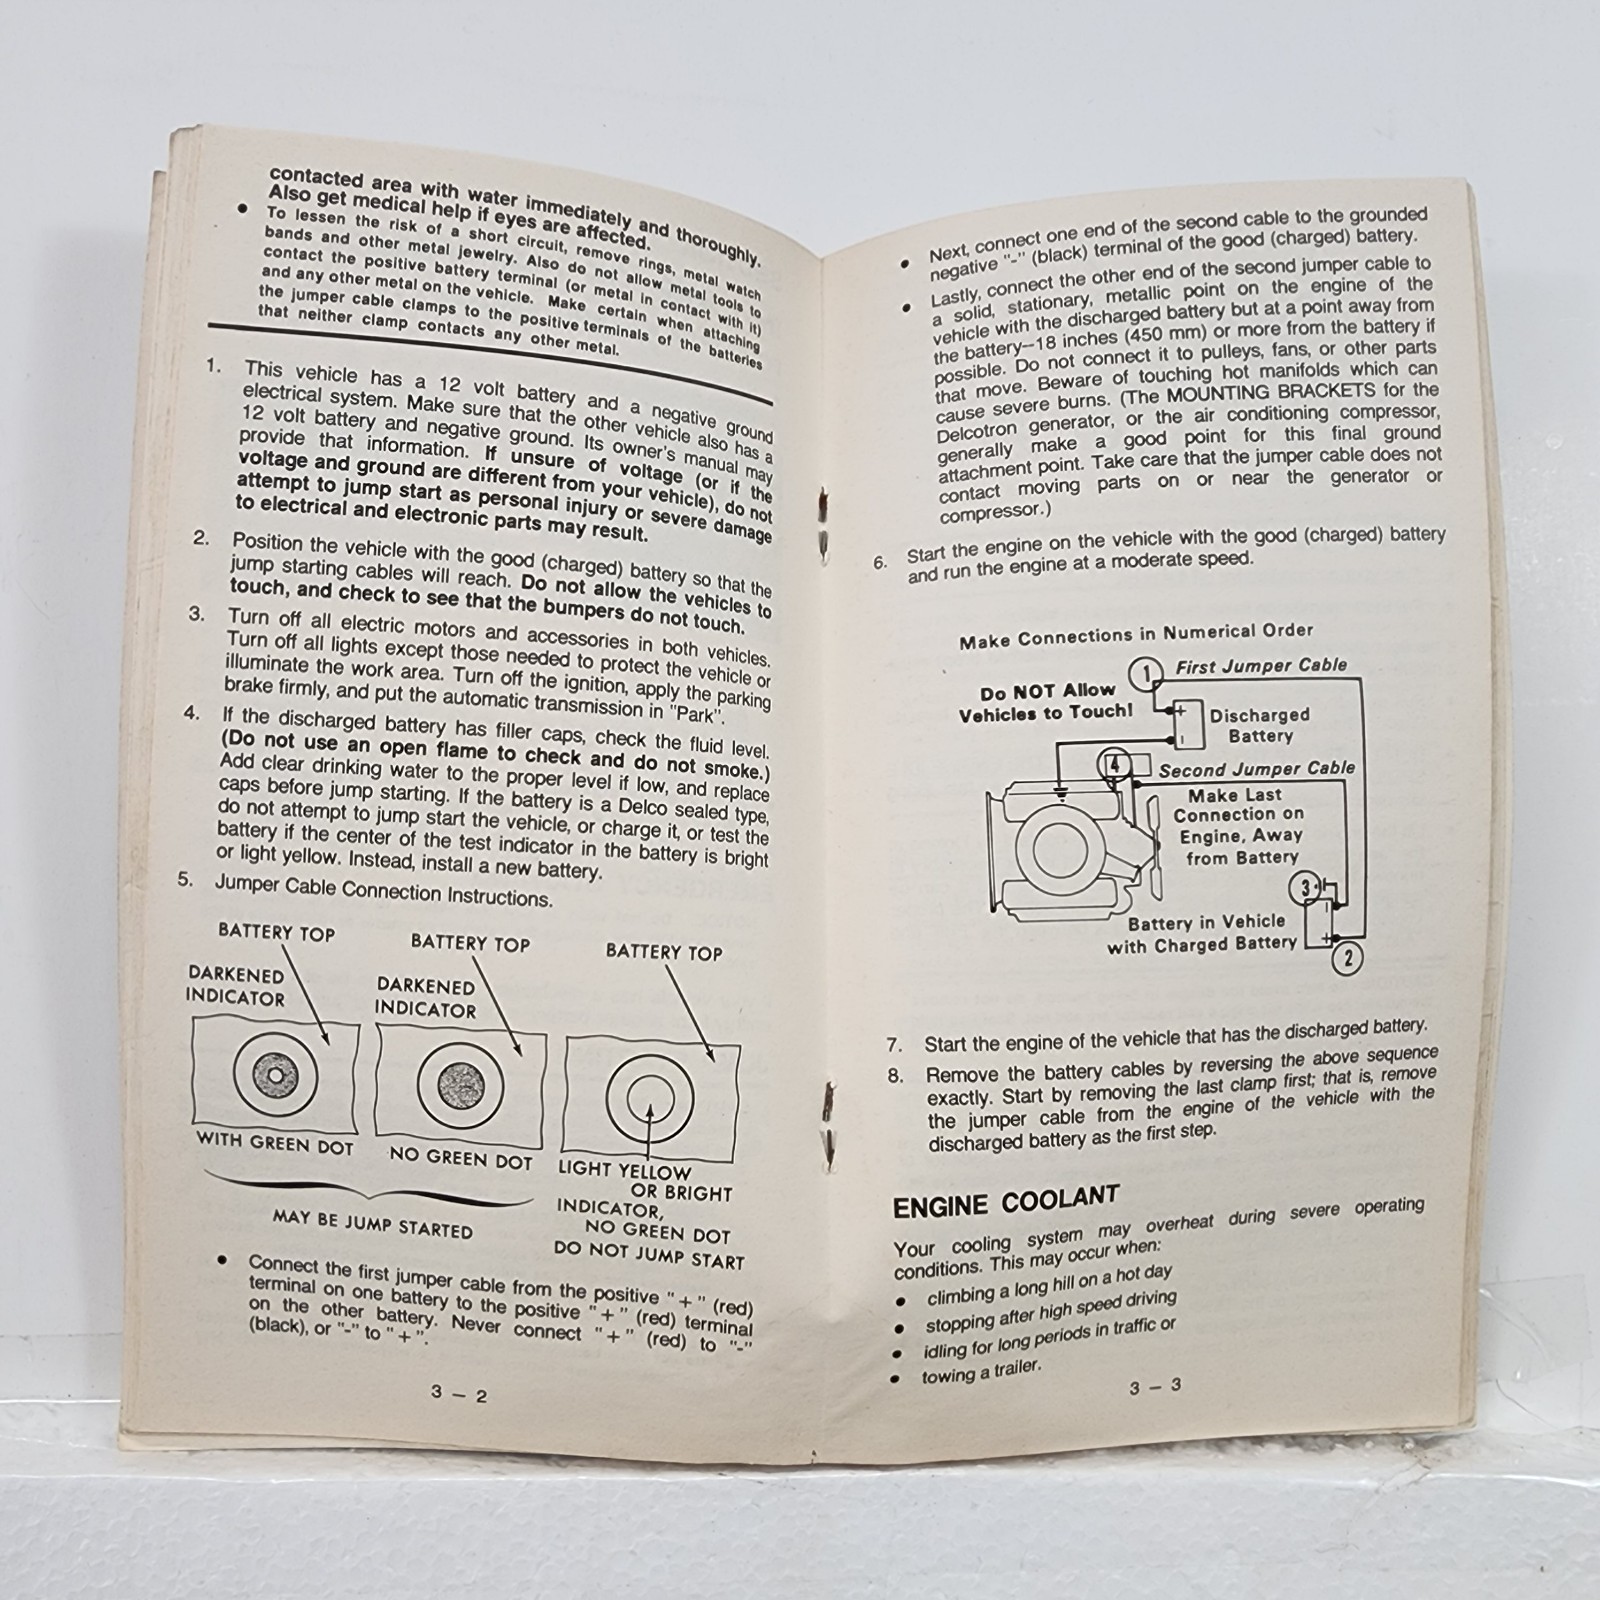 contacted area with water immediately and thoroughly.
Also get medical help if eyes are affected.
• To lessen the risk of a short circuit, remove rings, metal watch
bands and other metal jewelry. Also do not allow metal tools to
contact the positive battery terminal (or metal in contact with it)
and any other metal on the vehicle. Make certain when attaching
the jumper cable clamps to the positive terminals of the batteries
that neither clamp contacts any other metal.
1. This vehicle has a 12 volt battery and a negative ground
electrical system. Make sure that the other vehicle also has a
12 volt battery and negative ground. Its owner's manual may
provide that information. If unsure of voltage (or if the
voltage and ground are different from your vehicle), do not
attempt to jump start as personal injury or severe damage
to electrical and electronic parts may result.
2. Position the vehicle with the good (charged) battery so that the
jump starting cables will reach. Do not allow the vehicles to
touch, and check to see that the bumpers do not touch.
3. Turn off all electric motors and accessories in both vehicles.
Turn off all lights except those needed to protect the vehicle or
illuminate the work area. Turn off the ignition, apply the parking
brake firmly, and put the automatic transmission in "Park".
4. If the discharged battery has filler caps, check the fluid level.
(Do not use an open flame to check and do not smoke.)
Add clear drinking water to the proper level if low, and replace
caps before jump starting. If the battery is a Delco sealed type,
do not attempt to jump start the vehicle, or charge it, or test the
battery if the center of the test indicator in the battery is bright
or light yellow. Instead, install a new battery.
5. Jumper Cable Connection Instructions.
BATTERY TOP
DARKENED
INDICATOR
WITH GREEN DOT
BATTERY TOP
DARKENED
INDICATOR
NO GREEN DOT
MAY BE JUMP STARTED
BATTERY TOP
LIGHT YELLOW
OR BRIGHT
INDICATOR,
NO GREEN DOT
DO NOT JUMP START
• Connect the first jumper cable from the positive "+" (red)
terminal on one battery to the positive "+" (red) terminal
on the other battery. Never connect "+" (red) to "-"
(black), or "-" to "+".
3 – 2
• Next, connect one end of the second cable to the grounded
negative "-" (black) terminal of the good (charged) battery.
• Lastly, connect the other end of the second jumper cable to
a solid, stationary, metallic point on the engine of the
vehicle with the discharged battery but at a point away from
the battery--18 inches (450 mm) or more from the battery if
possible. Do not connect it to pulleys, fans, or other parts
that move. Beware of touching hot manifolds which can
cause severe burns. (The MOUNTING BRACKETS for the
Delcotron generator, or the air conditioning compressor,
generally make a good point for this final ground
attachment point. Take care that the jumper cable does not
contact moving parts on or near the generator or
compressor.)
6. Start the engine on the vehicle with the good (charged) battery
and run the engine at a moderate speed.
Make Connections in Numerical Order
1 First Jumper Cable
Do NOT Allow
Vehicles to Touch!
+
-
Discharged
Battery
4
Second Jumper Cable
Make Last
Connection on
Engine, Away
from Battery
3
-
Battery in Vehicle
with Charged Battery
+
2
7. Start the engine of the vehicle that has the discharged battery.
8. Remove the battery cables by reversing the above sequence
exactly. Start by removing the last clamp first; that is, remove
the jumper cable from the engine of the vehicle with the
discharged battery as the first step.
ENGINE COOLANT
Your cooling system may overheat during severe operating
conditions. This may occur when:
• climbing a long hill on a hot day
• stopping after high speed driving
• idling for long periods in traffic or
• towing a trailer.
3 – 3